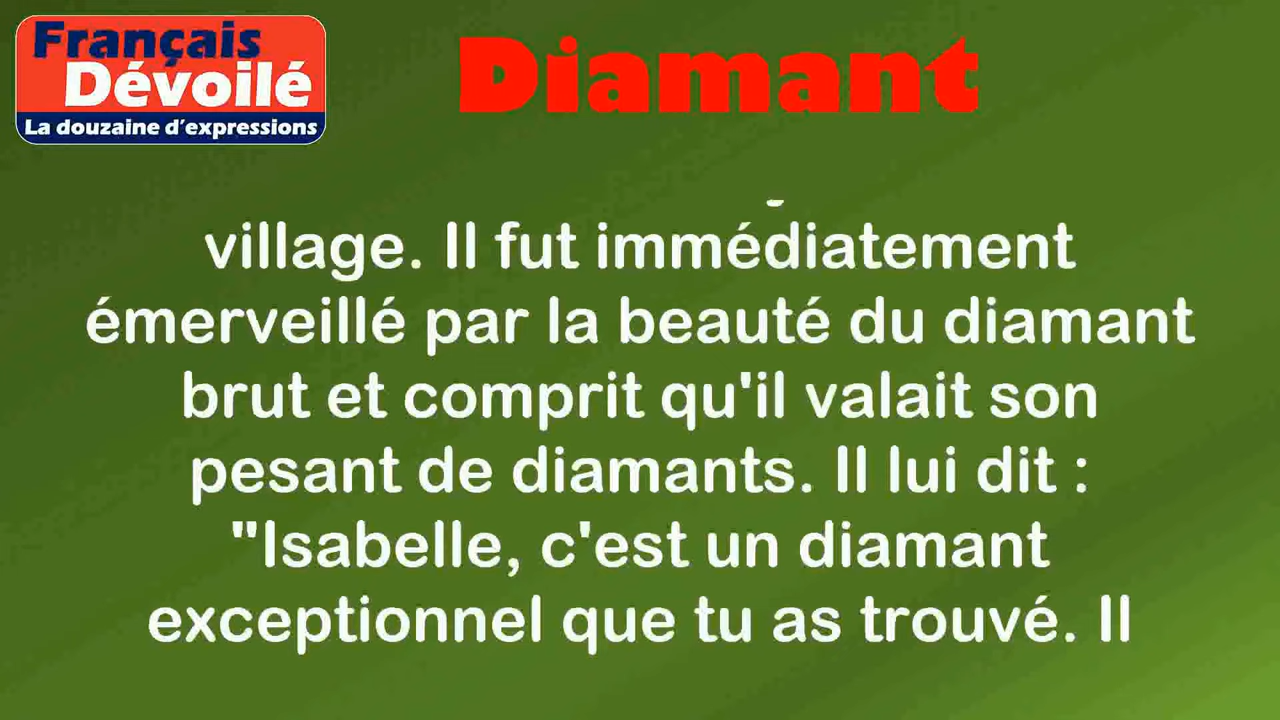 Français
Dévoilé
La douzaine d'expressions
Diamant
village. Il fut immédiatement
émerveillé par la beauté du diamant
brut et comprit qu'il valait son
pesant de diamants. Il lui dit :
"Isabelle, c'est un diamant
exceptionnel que tu as trouvé. Il